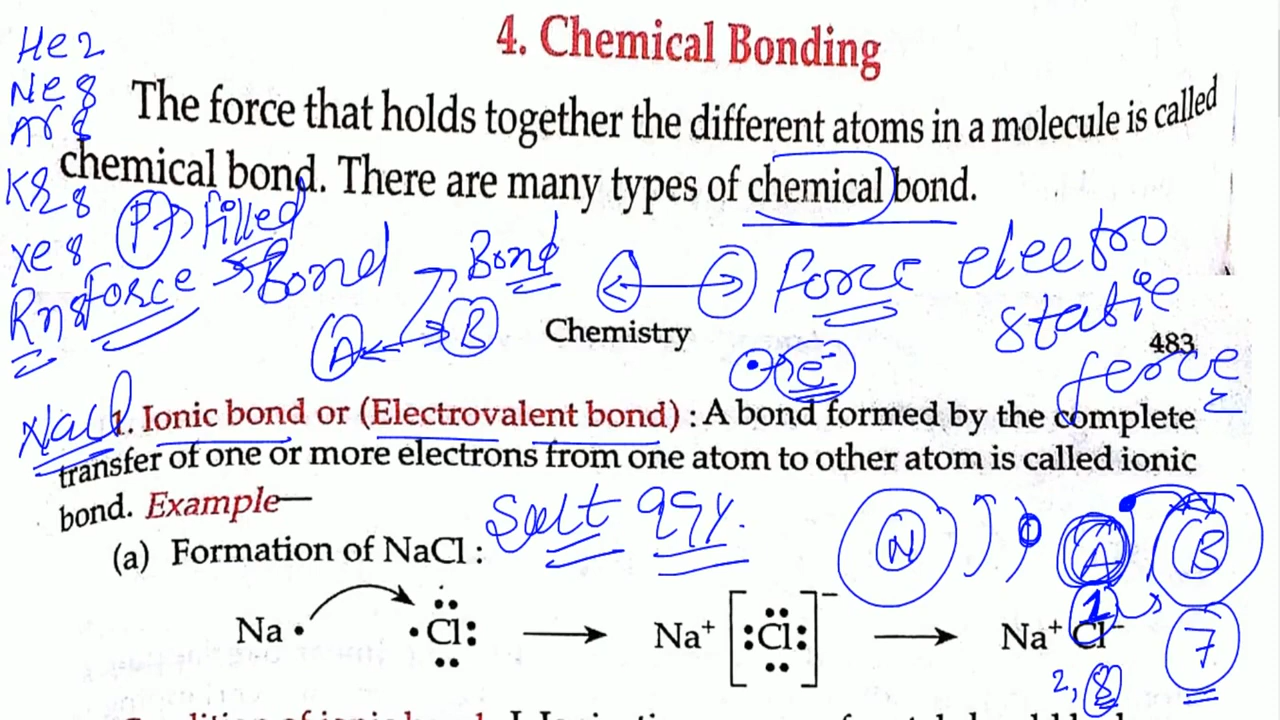 4. Chemical Bonding
He 2
Ne 8
Ar 8
Kr 8
Xe 8
Rn 8
The force that holds together the different atoms in a molecule is called
chemical bond. There are many types of chemical bond.
P → filled
Force → Bond
Bond
A B
Force electro
static
force
e-
Chemistry
483
NaCl
1. Ionic bond or (Electrovalent bond) : A bond formed by the complete
transfer of one or more electrons from one atom to other atom is called ionic
bond. Example—
Salt 99%.
N
A B
1
7
2, 8
(a) Formation of NaCl :
Na • •Cl: → Na+ [:Cl:]− → Na+ Cl−